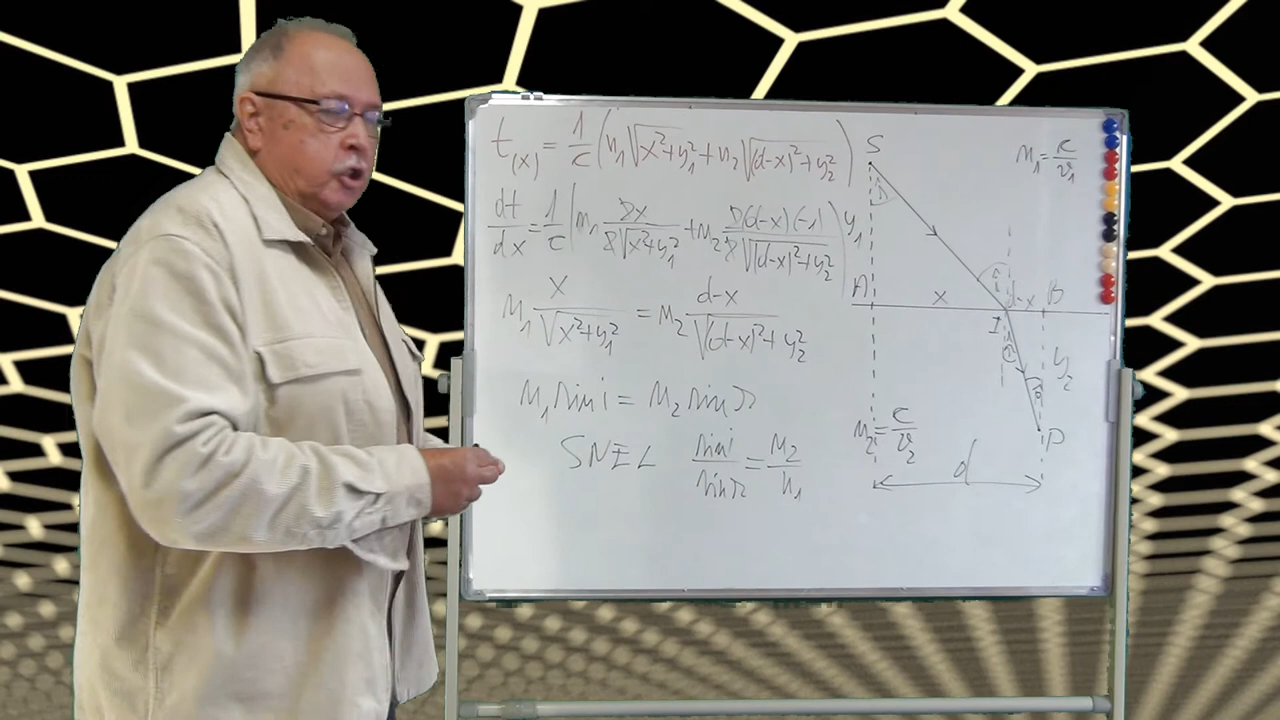 t(x) = 1/c (n₁√(x²+y₁²) + n₂√((d-x)²+y₂²))
dt/dx = 1/c (n₁ 2x/(2√(x²+y₁²)) + n₂ 2(d-x)(-1)/(2√((d-x)²+y₂²)))
n₁ x/√(x²+y₁²) = n₂ (d-x)/√((d-x)²+y₂²)
n₁ sin i = n₂ sin r
SNEL sin i/sin r = n₂/n₁
S
n₁ = c/v₁
i
y₁
i
A x d-x B
I
r
y₂
r
n₂ = c/v₂
P
d